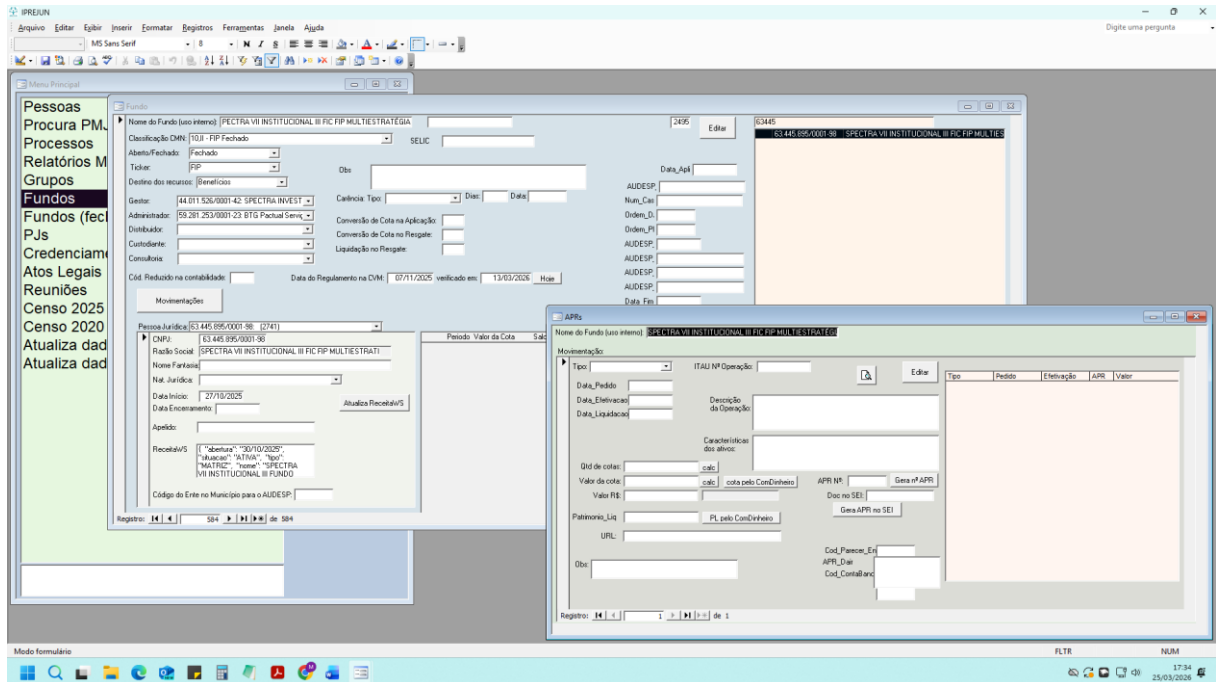 IPREJUN
Arquivo Editar Exibir Inserir Formatar Registros Ferramentas Janela Ajuda
Digite uma pergunta
MS Sans Serif 8 N I S
Menu Principal
Pessoas
Procura PMJ
Processos
Relatórios M
Grupos
Fundos
Fundos (fecl
PJs
Credenciame
Atos Legais
Reuniões
Censo 2025
Censo 2020
Atualiza dad
Atualiza dad
Fundo
Nome do Fundo (uso interno): PECTRA VII INSTITUCIONAL III FIC FIP MULTIESTRATÉGIA
2495
Editar
63445
63.445.895/0001-98 SPECTRA VII INSTITUCIONAL III FIC FIP MULTIES
Classificação CMN: 10,II - FIP Fechado
SELIC
Aberto/Fechado: Fechado
Ticker: FIP
Destino dos recursos: Benefícios
Obs
Data_Apli
AUDESP_
Num_Cas
Ordem_D.
Ordem_Pl
AUDESP_
AUDESP_
AUDESP_
AUDESP_
Data_Fim
Gestor: 44.011.526/0001-42: SPECTRA INVEST
Carência: Tipo: Dias: Data:
Administrador: 59.281.253/0001-23: BTG Pactual Serviç
Distribuidor:
Custodiante:
Consultoria:
Conversão de Cota na Aplicação:
Conversão de Cota no Resgate:
Liquidação no Resgate:
Cód. Reduzido na contabilidade: Data do Regulamento na CVM: 07/11/2025 verificado em: 13/03/2026 Hoje
Movimentações
Pessoa Jurídica: 63.445.895/0001-98: (2741)
CNPJ: 63.445.895/0001-98
Razão Social: SPECTRA VII INSTITUCIONAL III FIC FIP MULTIESTRATI
Nome Fantasia:
Nat. Jurídica:
Data Início: 27/10/2025
Data Encerramento:
Atualiza ReceitaWS
Apelido:
ReceitaWS
{ "abertura": "30/10/2025",
"situacao": "ATIVA", "tipo":
"MATRIZ", "nome": "SPECTRA
VII INSTITUCIONAL III FUNDO
Código do Ente no Município para o AUDESP:
Período Valor da Cota Sald
Registro: 584 de 584
APRs
Nome do Fundo (uso interno): SPECTRA VII INSTITUCIONAL III FIC FIP MULTIESTRATÉGI
Movimentação:
Tipo: ITAU Nº Operação:
Editar
Data_Pedido
Data_Efetivacao
Data_Liquidacao
Descrição
da Operação:
Características
dos ativos:
Qtd de cotas: calc
Valor da cota: calc cota pelo ComDinheiro
Valor R$:
APR Nº: Gera nº APR
Doc no SEI:
Gera APR no SEI
Patrimonio_Liq PL pelo ComDinheiro
URL:
Obs:
Cod_Parecer_En
APR_Dair
Cod_ContaBanc
Tipo Pedido Efetivação APR Valor
Registro: 1 de 1
Modo formulário
FLTR NUM
17:34
25/03/2026